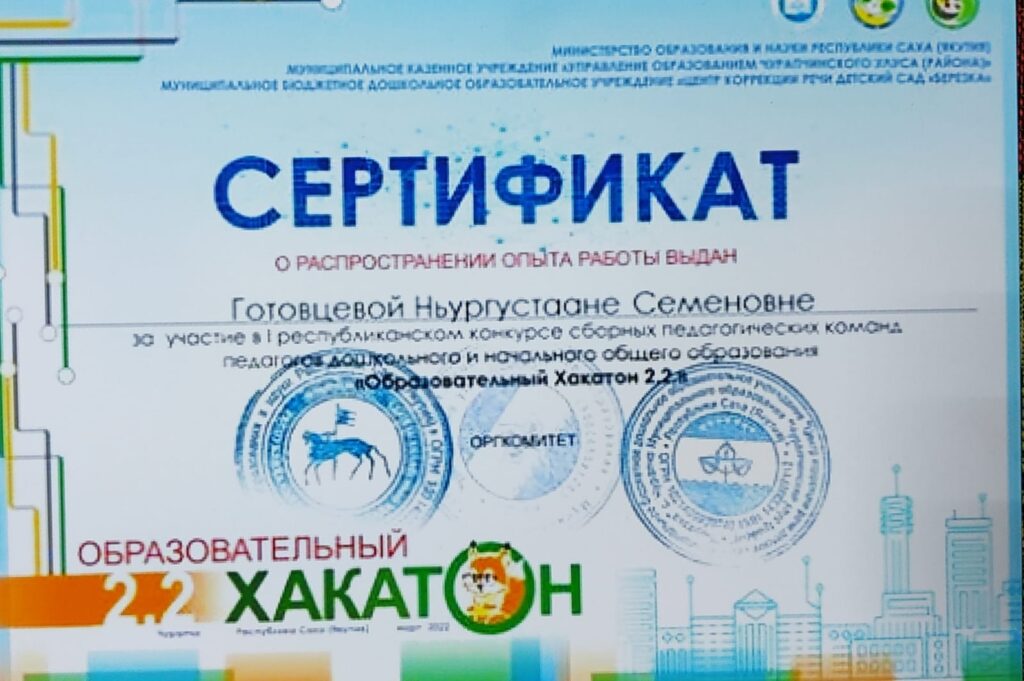 МИНИСТЕРСТВО ОБРАЗОВАНИЯ И НАУКИ РЕСПУБЛИКИ САХА (ЯКУТИЯ)
МУНИЦИПАЛЬНОЕ КАЗЕННОЕ УЧРЕЖДЕНИЕ «УПРАВЛЕНИЕ ОБРАЗОВАНИЕМ ЧУРАПЧИНСКОГО УЛУСА (РАЙОНА)»
МУНИЦИПАЛЬНОЕ БЮДЖЕТНОЕ ДОШКОЛЬНОЕ ОБРАЗОВАТЕЛЬНОЕ УЧРЕЖДЕНИЕ «ЦЕНТР КОРРЕКЦИИ РЕЧИ ДЕТСКИЙ САД «БЕРЕЗКА»
СЕРТИФИКАТ
О РАСПРОСТРАНЕНИИ ОПЫТА РАБОТЫ ВЫДАН
Готовцевой Ньургустаане Семеновне
за участие в I республиканском конкурсе сборных педагогических команд
педагогов дошкольного и начального общего образования
«Образовательный Хакатон 2,2»
ОРГКОМИТЕТ
ОБРАЗОВАТЕЛЬНЫЙ
2,2 ХАКАТОН
Чурапча Республика Саха (Якутия) март 2022